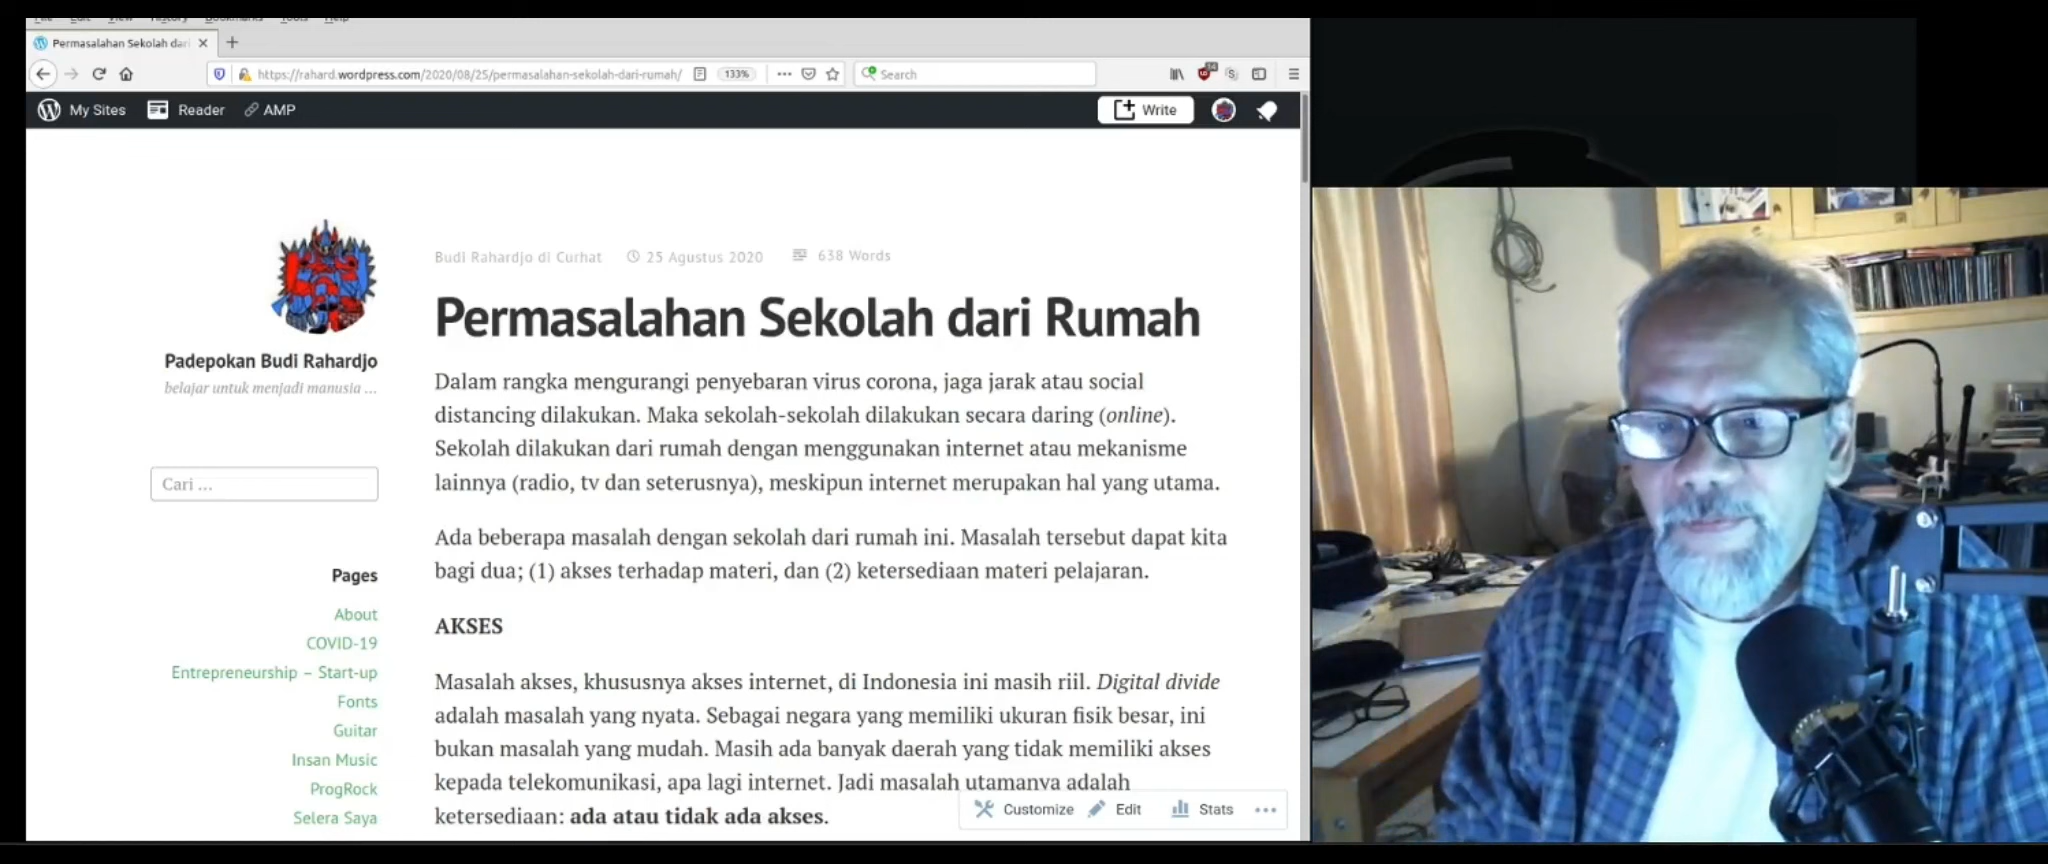 File Edit View History Bookmarks Tools Help
Permasalahan Sekolah dari
https://rahard.wordpress.com/2020/08/25/permasalahan-sekolah-dari-rumah/ 133% Search
My Sites Reader AMP Write
Budi Rahardjo di Curhat 25 Agustus 2020 638 Words
Permasalahan Sekolah dari Rumah
Padepokan Budi Rahardjo
belajar untuk menjadi manusia ...
Cari ...
Pages
About
COVID-19
Entrepreneurship – Start-up
Fonts
Guitar
Insan Music
ProgRock
Selera Saya
Dalam rangka mengurangi penyebaran virus corona, jaga jarak atau social
distancing dilakukan. Maka sekolah-sekolah dilakukan secara daring (online).
Sekolah dilakukan dari rumah dengan menggunakan internet atau mekanisme
lainnya (radio, tv dan seterusnya), meskipun internet merupakan hal yang utama.
Ada beberapa masalah dengan sekolah dari rumah ini. Masalah tersebut dapat kita
bagi dua; (1) akses terhadap materi, dan (2) ketersediaan materi pelajaran.
AKSES
Masalah akses, khususnya akses internet, di Indonesia ini masih riil. Digital divide
adalah masalah yang nyata. Sebagai negara yang memiliki ukuran fisik besar, ini
bukan masalah yang mudah. Masih ada banyak daerah yang tidak memiliki akses
kepada telekomunikasi, apa lagi internet. Jadi masalah utamanya adalah
ketersediaan: ada atau tidak ada akses.
Customize Edit Stats